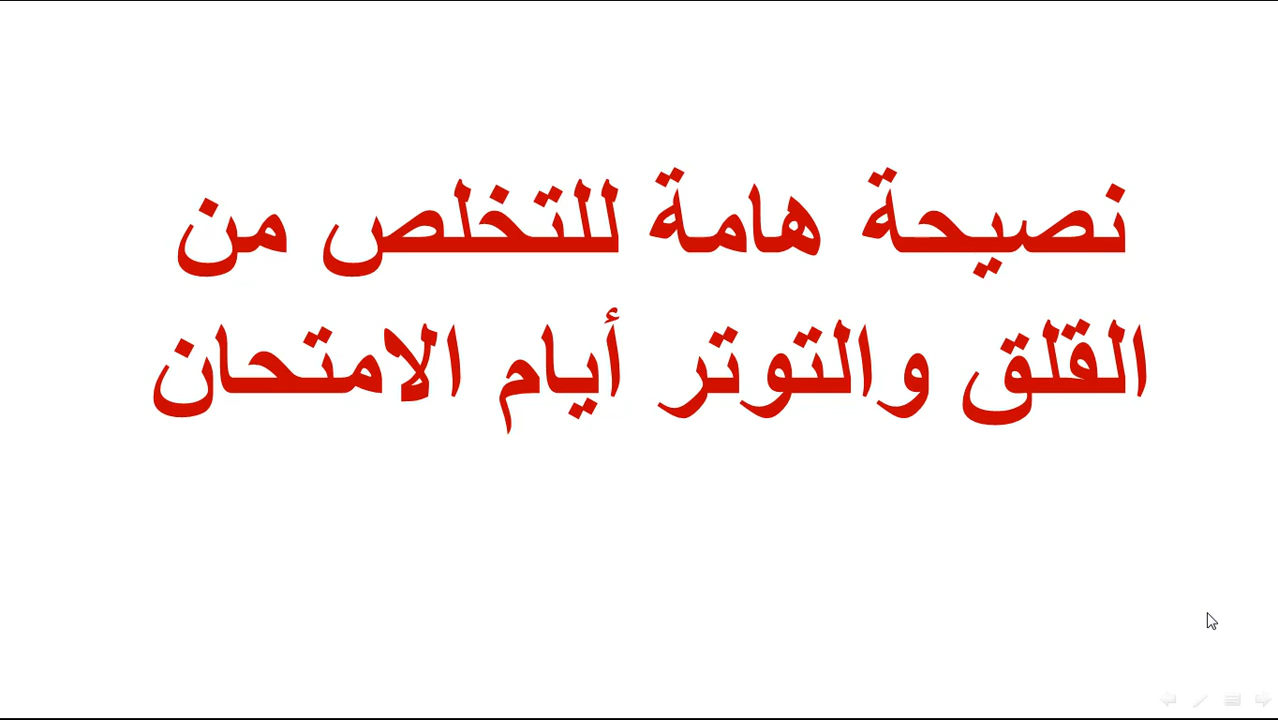 نصيحة هامة للتخلص من
القلق والتوتر أيام الامتحان